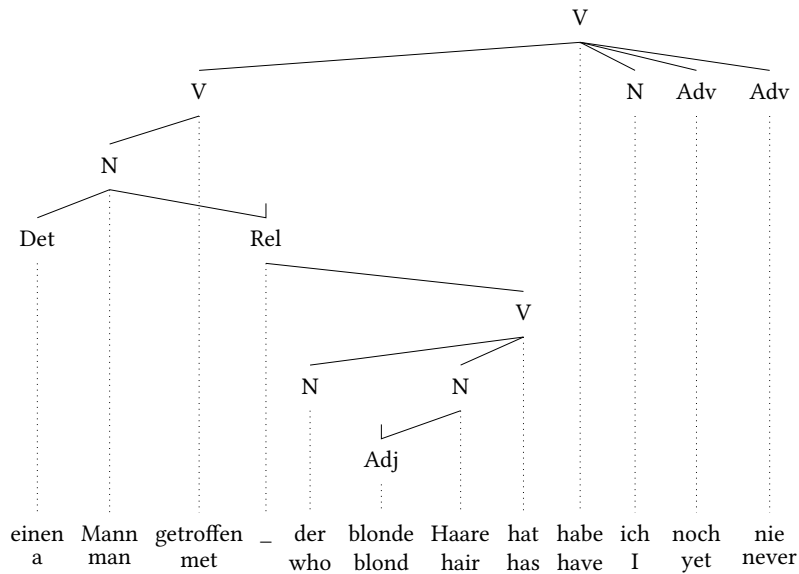 V
V N Adv Adv
N
Det Rel
V
N N
Adj
einen Mann getroffen _ der blonde Haare hat habe ich noch nie
a man met who blond hair has have I yet never